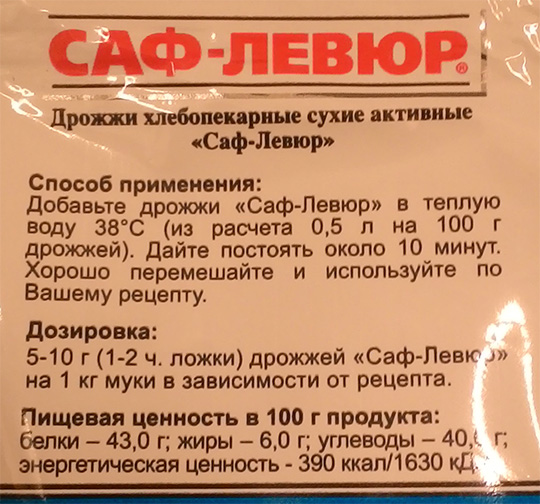 САФ-ЛЕВЮР®
Дрожжи хлебопекарные сухие активные
«Саф-Левюр»
Способ применения:
Добавьте дрожжи «Саф-Левюр» в теплую
воду 38°С (из расчета 0,5 л на 100 г
дрожжей). Дайте постоять около 10 минут.
Хорошо перемешайте и используйте по
Вашему рецепту.
Дозировка:
5-10 г (1-2 ч. ложки) дрожжей «Саф-Левюр»
на 1 кг муки в зависимости от рецепта.
Пищевая ценность в 100 г продукта:
белки – 43,0 г; жиры – 6,0 г; углеводы – г;
энергетическая ценность - 390 ккал/1630